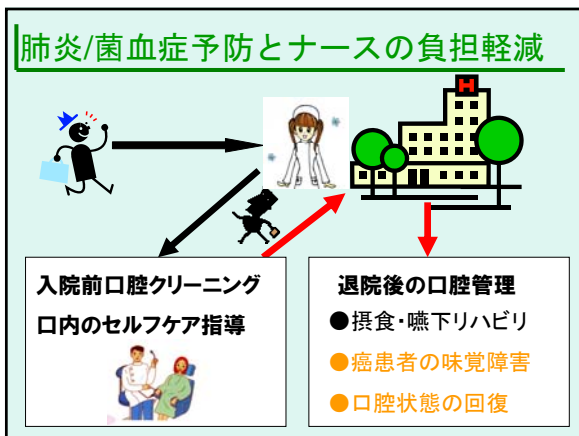 肺炎/菌血症予防とナースの負担軽減
H
入院前口腔クリーニング
口内のセルフケア指導
退院後の口腔管理
●摂食・嚥下リハビリ
●癌患者の味覚障害
●口腔状態の回復